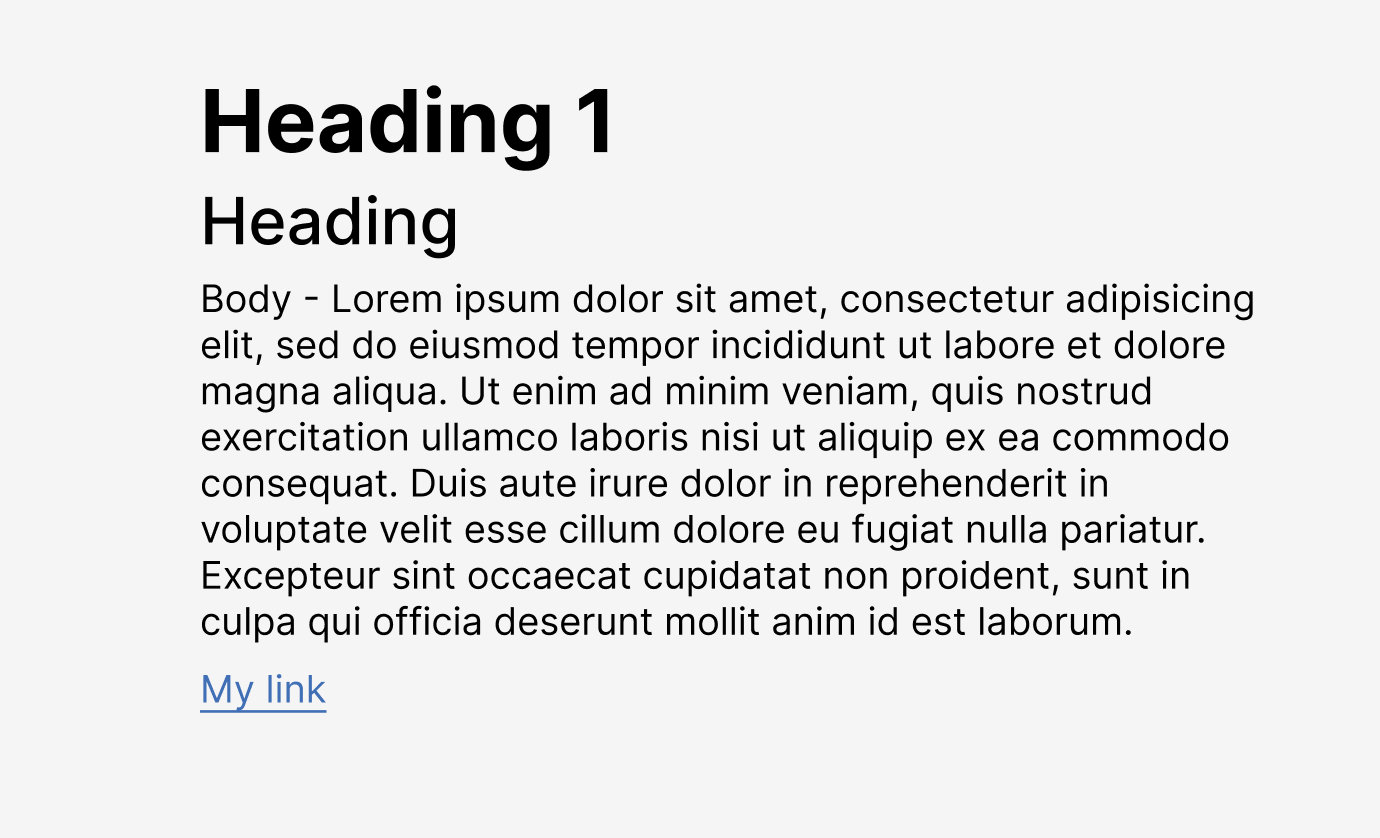 Heading 1
Heading
Body - Lorem ipsum dolor sit amet, consectetur adipisicing
elit, sed do eiusmod tempor incididunt ut labore et dolore
magna aliqua. Ut enim ad minim veniam, quis nostrud
exercitation ullamco laboris nisi ut aliquip ex ea commodo
consequat. Duis aute irure dolor in reprehenderit in
voluptate velit esse cillum dolore eu fugiat nulla pariatur.
Excepteur sint occaecat cupidatat non proident, sunt in
culpa qui officia deserunt mollit anim id est laborum.
My link